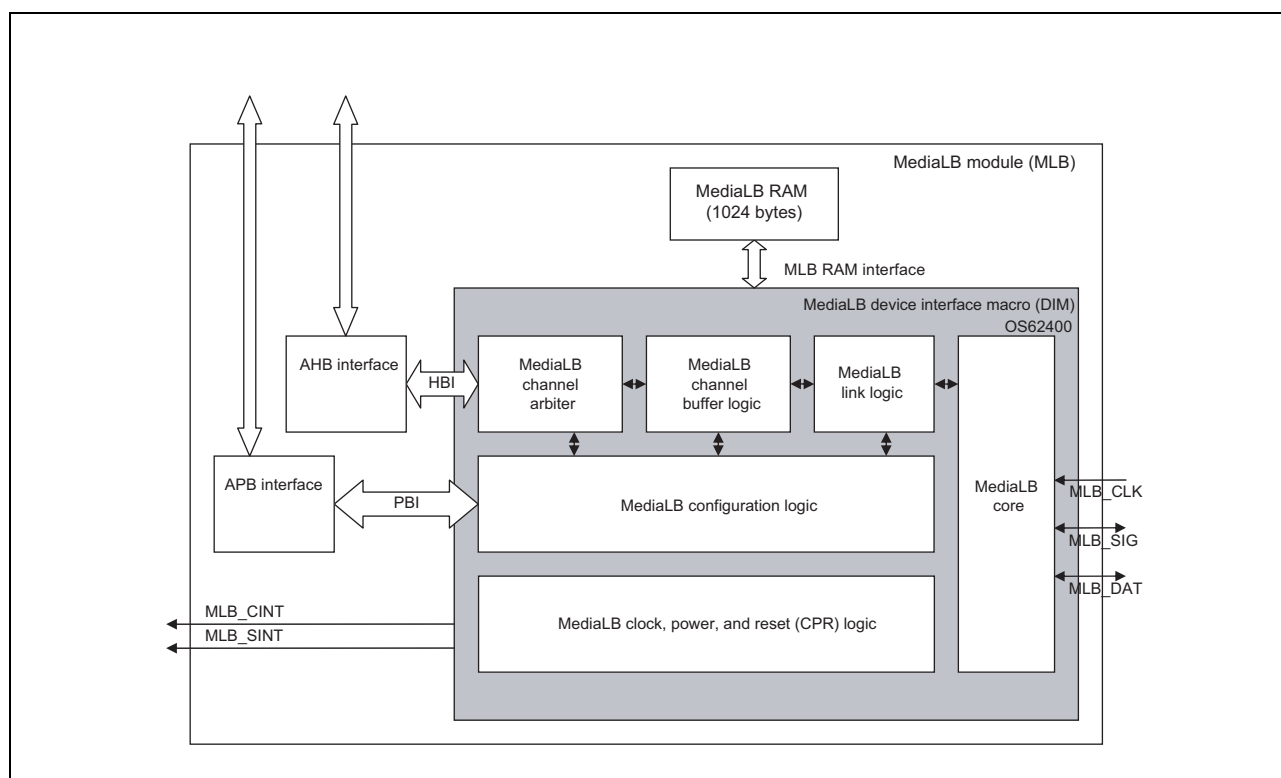 MediaLB module (MLB)
MediaLB RAM
(1024 bytes)
MLB RAM interface
MediaLB device interface macro (DIM)
OS62400
AHB interface
HBI
MediaLB
channel
arbiter
MediaLB
channel
buffer logic
MediaLB
link logic
APB interface
PBI
MediaLB configuration logic
MediaLB
core
MLB_CLK
MLB_SIG
MLB_DAT
MLB_CINT
MLB_SINT
MediaLB clock, power, and reset (CPR) logic